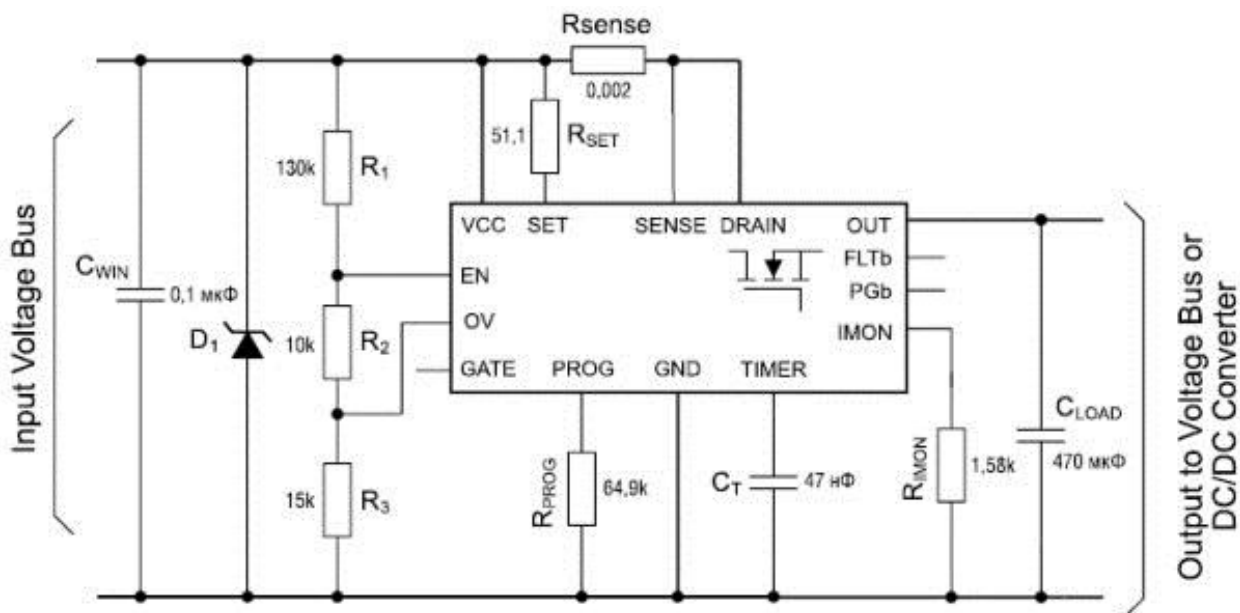 Rsense
0,002
51,1
RSET
130k
R1
VCC
SET
SENSE
DRAIN
OUT
FLTb
PGb
IMON
EN
OV
GATE
PROG
GND
TIMER
Input Voltage Bus
CWIN
0,1 мкФ
D1
10k
R2
15k
R3
RPROG
64,9k
CT
47 нФ
RIMON
1,58k
CLOAD
470 мкФ
Output to Voltage Bus or
DC/DC Converter